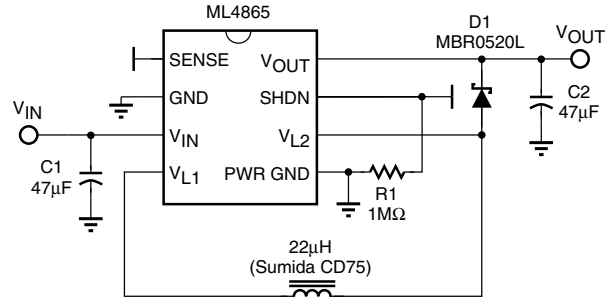 ML4865
D1
MBR0520L
VOUT
SENSE
VOUT
GND
SHDN
C2
47µF
VIN
VIN
VL2
C1
47µF
VL1
PWR GND
R1
1MΩ
22µH
(Sumida CD75)